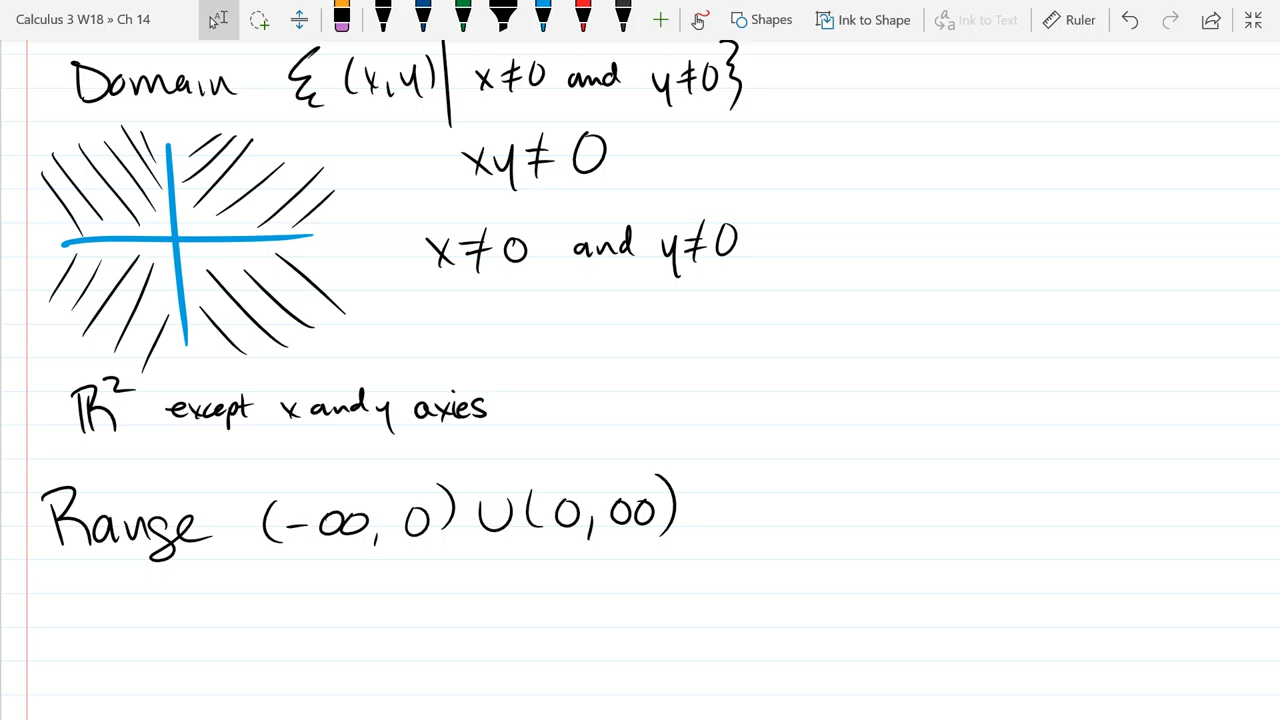 Calculus 3 W18 » Ch 14 Shapes Ink to Shape Ink to Text Ruler
Domain {(x,y)| x≠0 and y≠0}
xy≠0
x≠0 and y≠0
ℝ² except x and y axies
Range (-∞, 0) ∪ (0, ∞)